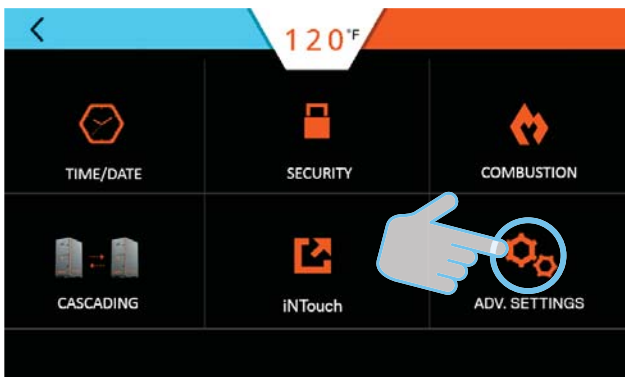 120°F
TIME/DATE
SECURITY
COMBUSTION
CASCADING
iNTouch
ADV. SETTINGS